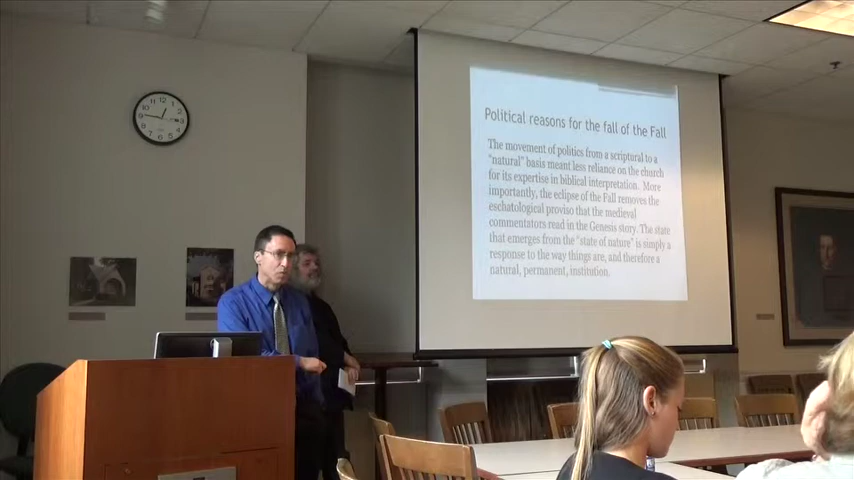 Political reasons for the fall of the Fall
The movement of politics from a scriptural to a
"natural" basis meant less reliance on the church
for its expertise in biblical interpretation. More
importantly, the eclipse of the Fall removes the
eschatological proviso that the medieval
commentators read in the Genesis story. The state
that emerges from the "state of nature" is simply a
response to the way things are, and therefore a
natural, permanent, institution.